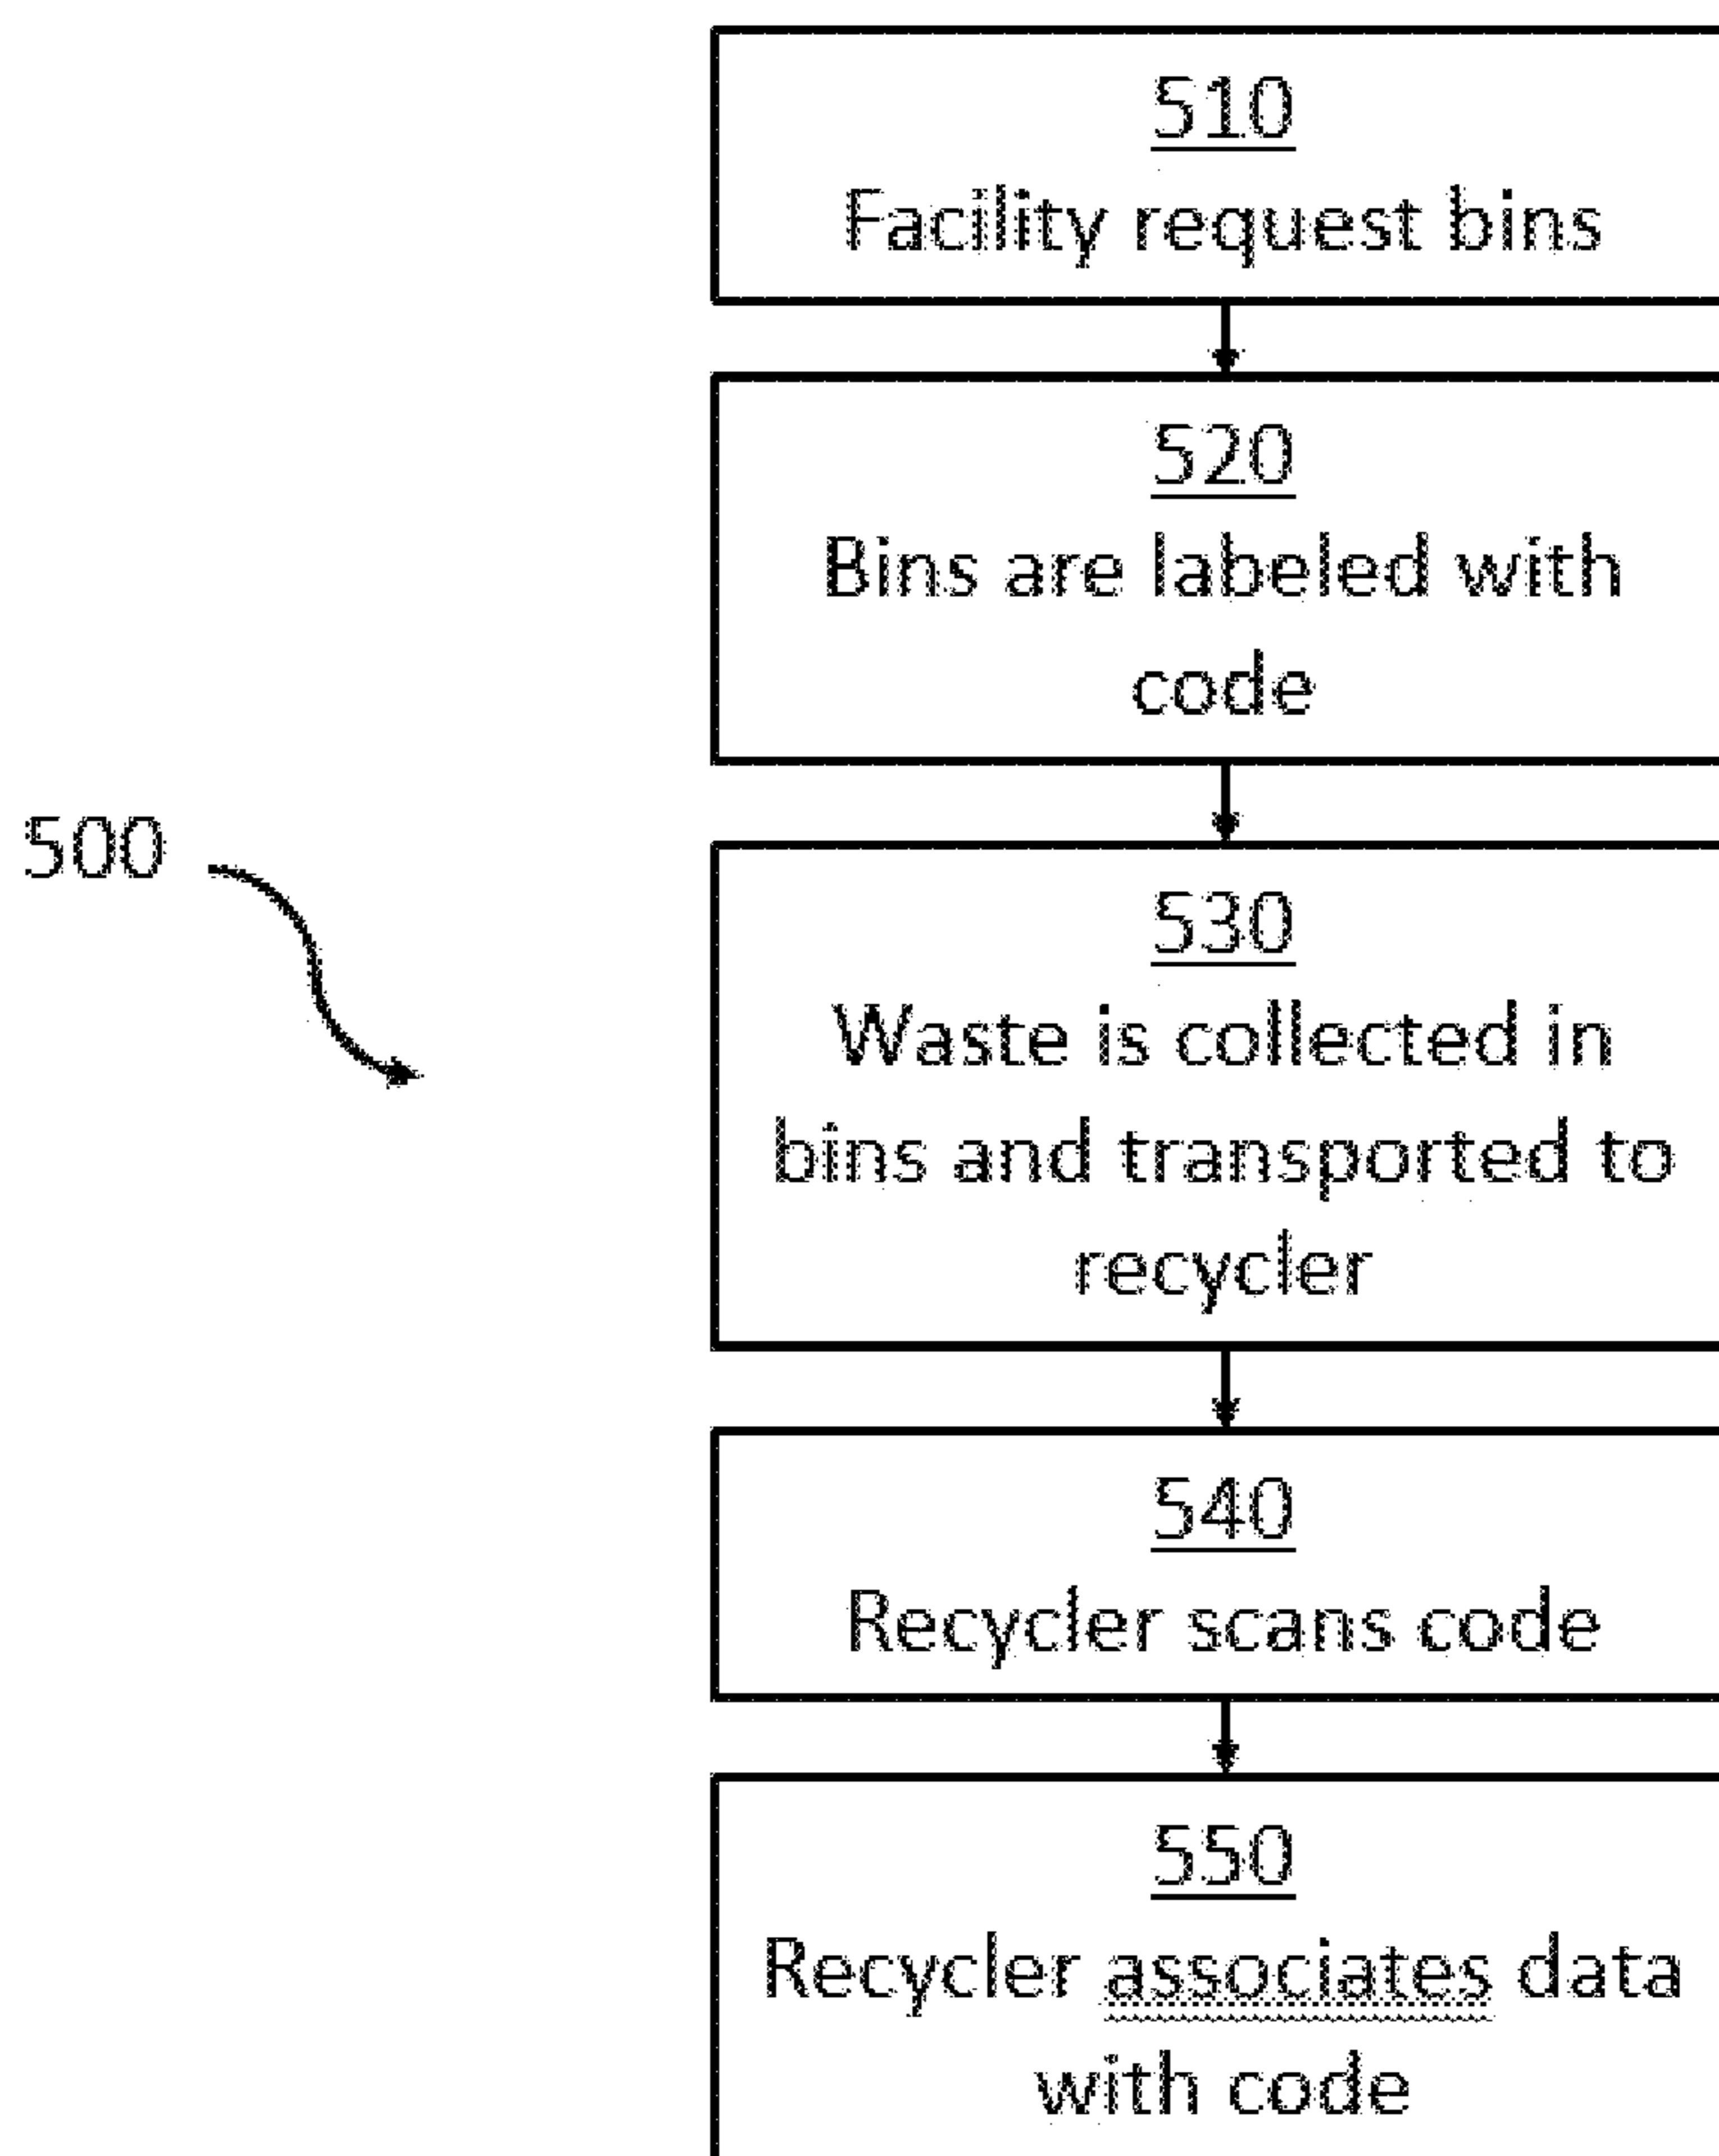 510
Facility request bins
520
Bins are labeled with
code
500
530
Waste is collected in
bins and transported to
recycler
540
Recycler scans code
550
Recycler associates data
with code